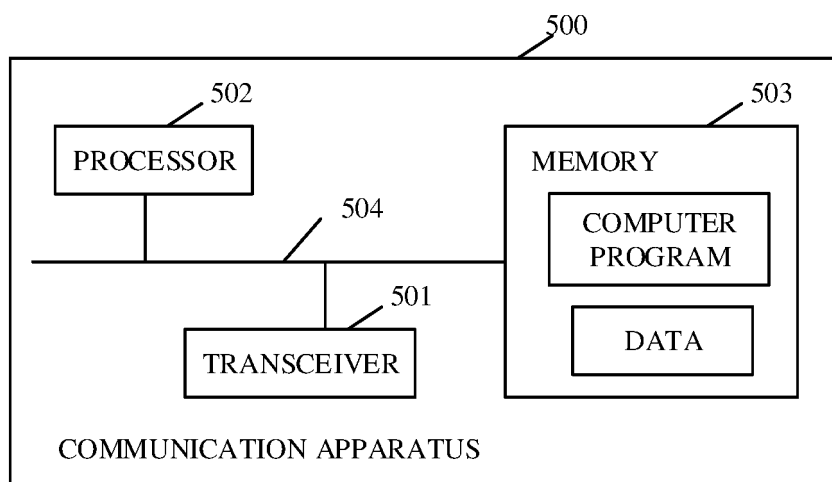 500
502
503
PROCESSOR
MEMORY
COMPUTER
PROGRAM
504
501
DATA
TRANSCEIVER
COMMUNICATION APPARATUS